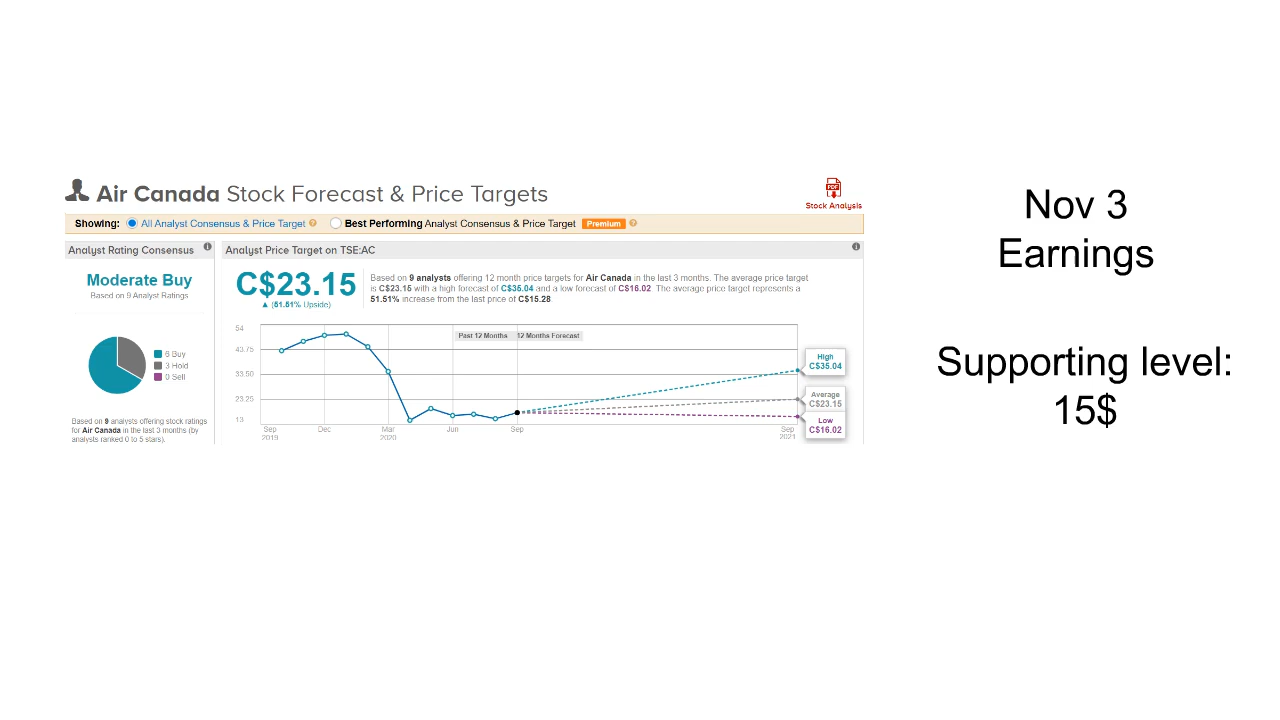 Air Canada Stock Forecast & Price Targets
PDF
Stock Analysis
Showing: All Analyst Consensus & Price Target ? Best Performing Analyst Consensus & Price Target Premium ?
Analyst Rating Consensus i
Moderate Buy
Based on 9 Analyst Ratings
6 Buy
3 Hold
0 Sell
Based on 9 analysts offering stock ratings
for Air Canada in the last 3 months (by
analysts ranked 0 to 5 stars).
Analyst Price Target on TSE:AC i
C$23.15
▲ (51.51% Upside)
Based on 9 analysts offering 12 month price targets for Air Canada in the last 3 months. The average price target
is C$23.15 with a high forecast of C$35.04 and a low forecast of C$16.02. The average price target represents a
51.51% increase from the last price of C$15.28
54
43.75
33.50
23.25
13
Past 12 Months 12 Months Forecast
Sep
2019
Dec
Mar
2020
Jun
Sep
Sep
2021
High
C$35.04
Average
C$23.15
Low
C$16.02
Nov 3
Earnings
Supporting level:
15$